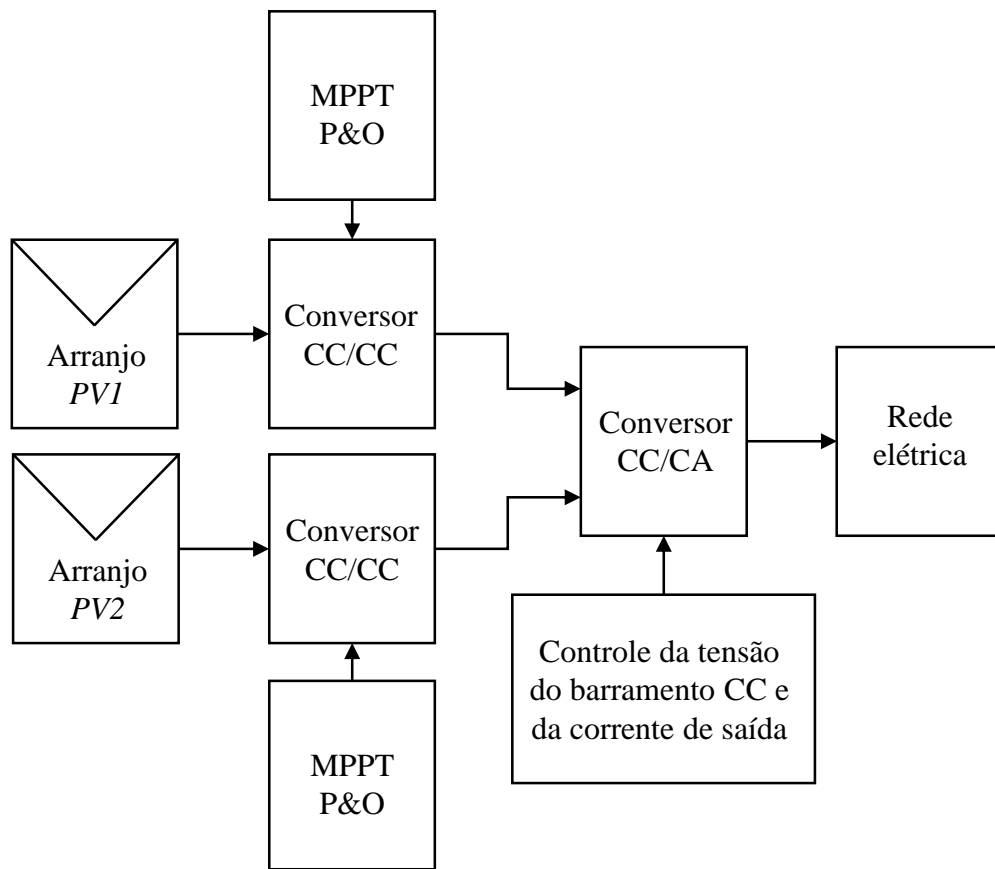 MPPT
P&O
Arranjo
PV1
Conversor
CC/CC
Conversor
CC/CA
Rede
elétrica
Arranjo
PV2
Conversor
CC/CC
Controle da tensão
do barramento CC e
da corrente de saída
MPPT
P&O